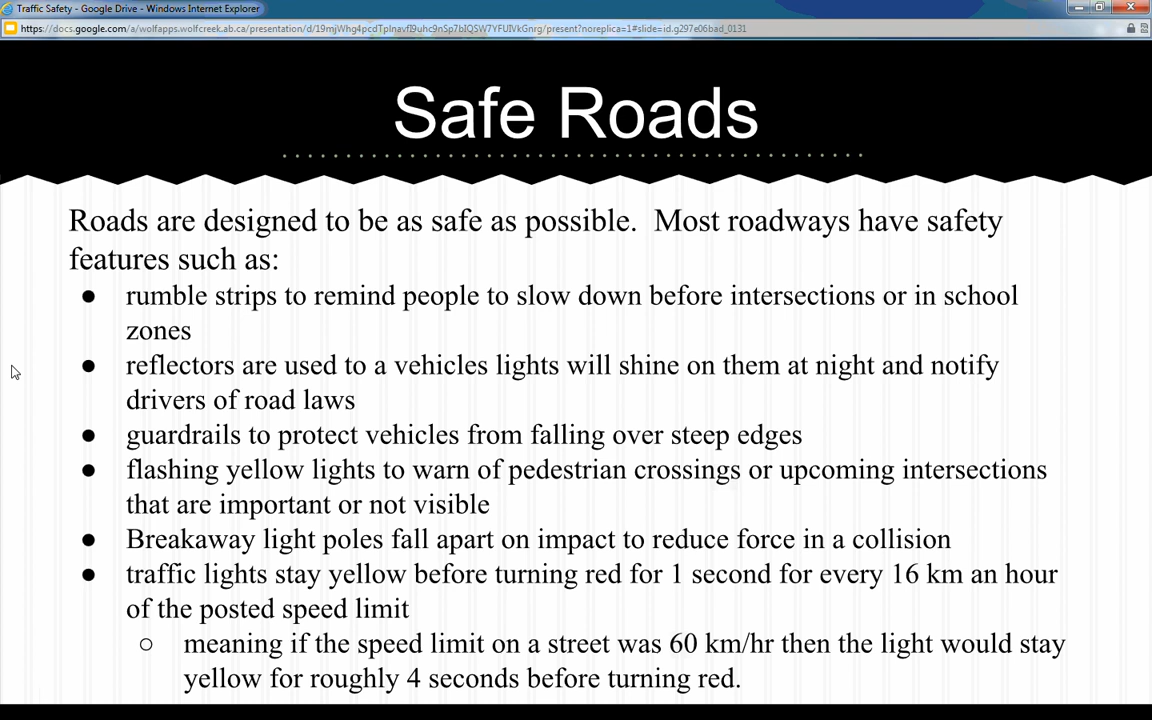 Traffic Safety - Google Drive - Windows Internet Explorer
https://docs.google.com/a/wolfapps.wolfcreek.ab.ca/presentation/d/19mjWhg4pcdTplnavfI9uhc9nSp7bIQSW7YFUIVkGnrg/present?noreplica=1#slide=id.g297e06bad_0131
Safe Roads
Roads are designed to be as safe as possible.  Most roadways have safety
features such as:
● rumble strips to remind people to slow down before intersections or in school
zones
● reflectors are used to a vehicles lights will shine on them at night and notify
drivers of road laws
● guardrails to protect vehicles from falling over steep edges
● flashing yellow lights to warn of pedestrian crossings or upcoming intersections
that are important or not visible
● Breakaway light poles fall apart on impact to reduce force in a collision
● traffic lights stay yellow before turning red for 1 second for every 16 km an hour
of the posted speed limit
○ meaning if the speed limit on a street was 60 km/hr then the light would stay
yellow for roughly 4 seconds before turning red.